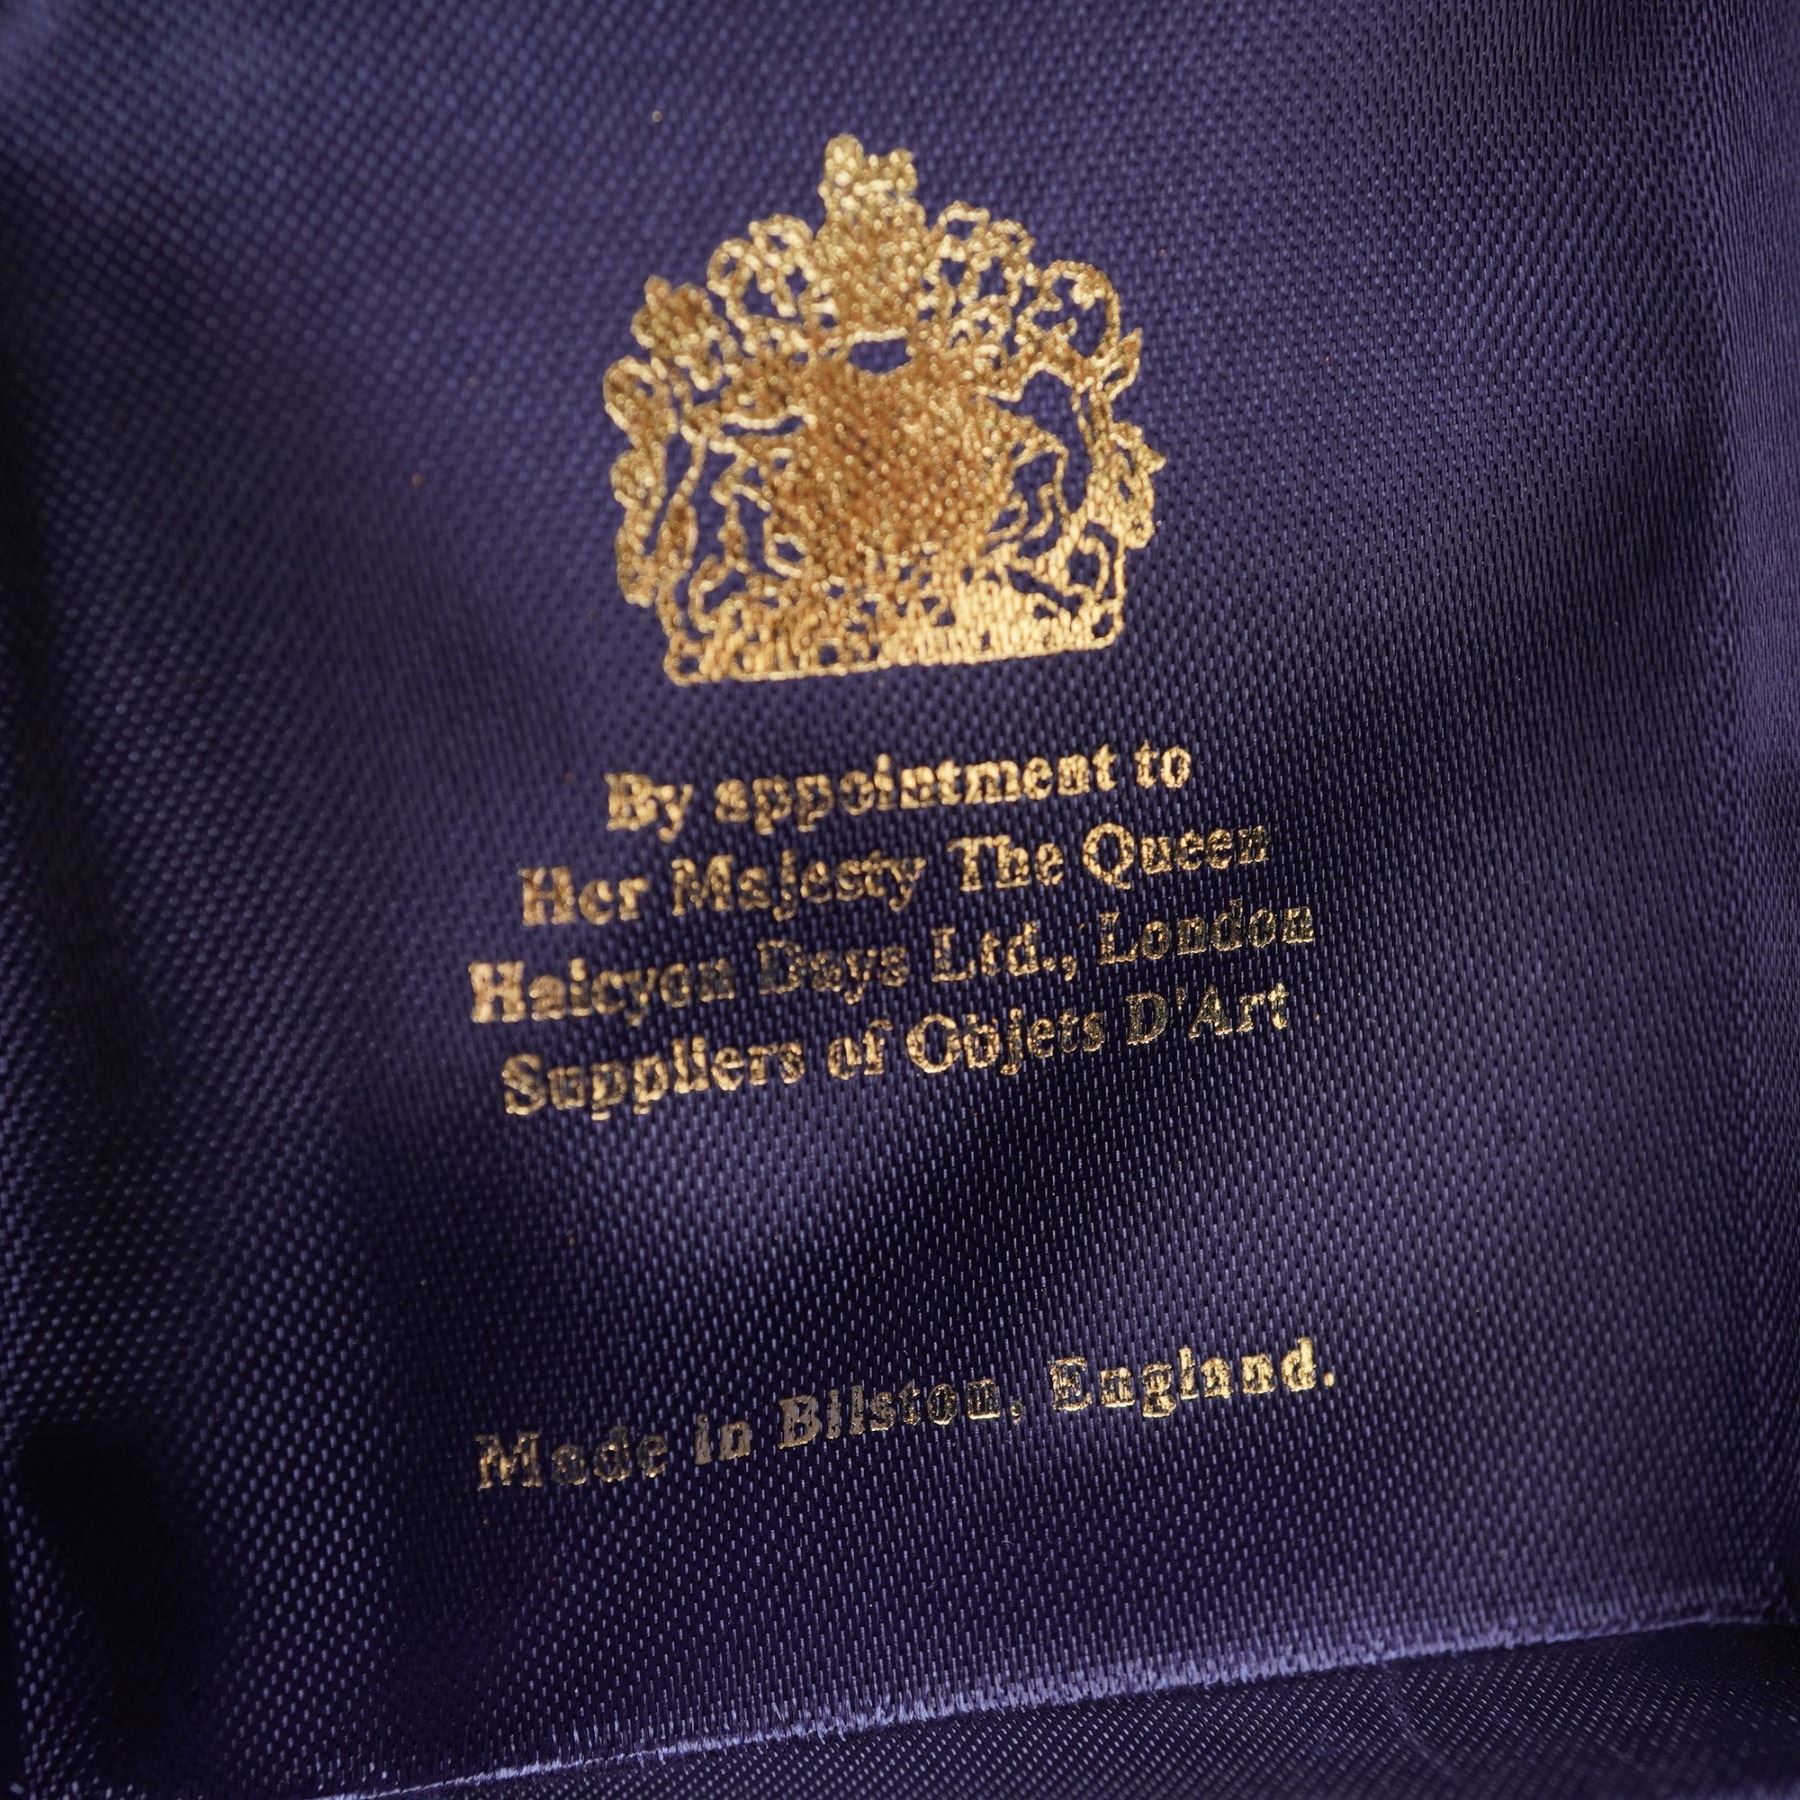 By appointment to
Her Majesty The Queen
Halcyon Days Ltd., London
Suppliers of Objets D'Art
Made in Bilston, England.